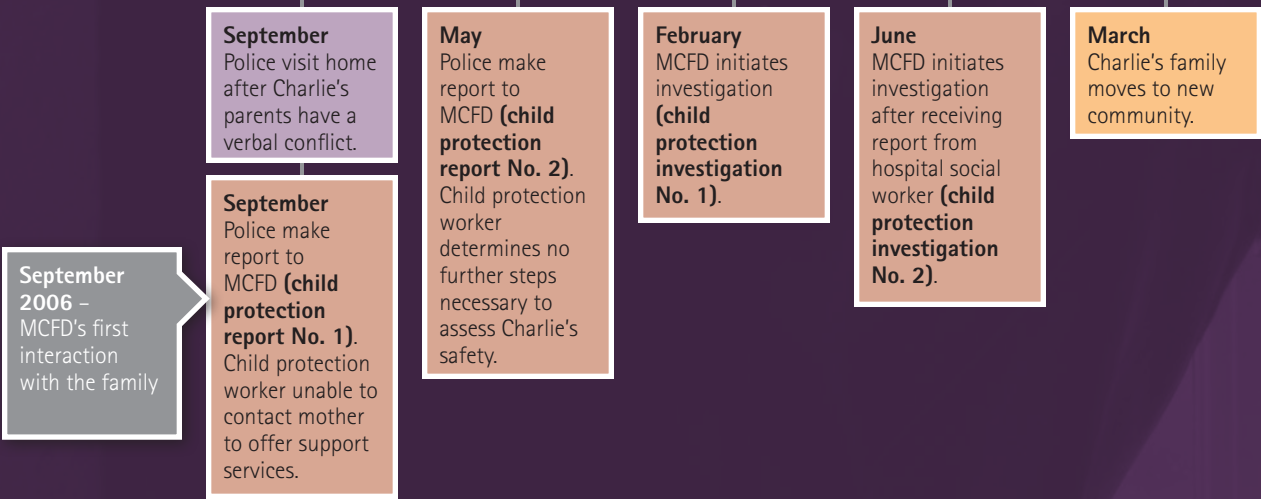 September
2006 –
MCFD's first
interaction
with the family
September
Police visit home
after Charlie's
parents have a
verbal conflict.
September
Police make
report to
MCFD (child
protection
report No. 1).
Child protection
worker unable to
contact mother
to offer support
services.
May
Police make
report to
MCFD (child
protection
report No. 2).
Child protection
worker
determines no
further steps
necessary to
assess Charlie's
safety.
February
MCFD initiates
investigation
(child
protection
investigation
No. 1).
June
MCFD initiates
investigation
after receiving
report from
hospital social
worker (child
protection
investigation
No. 2).
March
Charlie's family
moves to new
community.